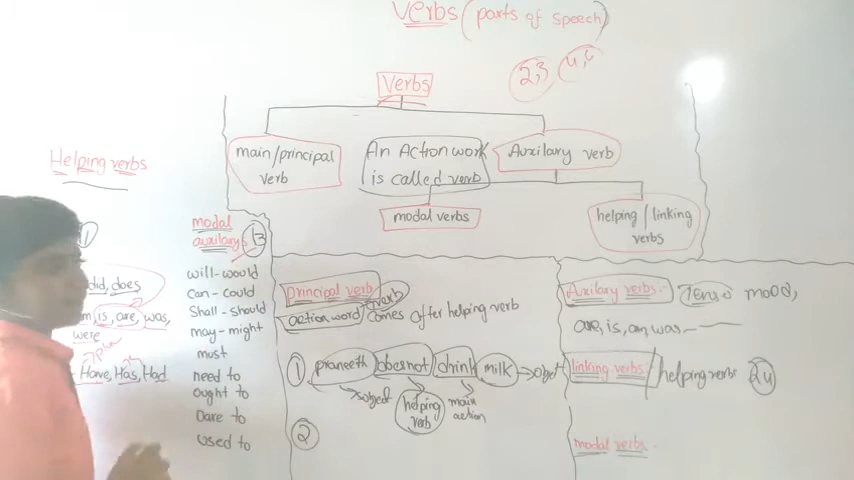 Verbs (parts of speech)
2,3
Verbs
main/principal
verb
An Action work
is called verb
Auxilary verb
modal verbs
helping / linking
verbs
Helping verbs
1
did, does
is, are, was,
were
Have, Has, Had
modal
auxilary
13
will-would
can-could
shall-should
may-might
must
need to
ought to
Dare to
used to
principal verb
action word verb comes after helping verb
1 praneeth does not drink milk → object
subject helping verb main action
2
Auxilary verbs - Tens & mood,
are, is, am, was -
linking verbs helping verbs 24
modal verbs -